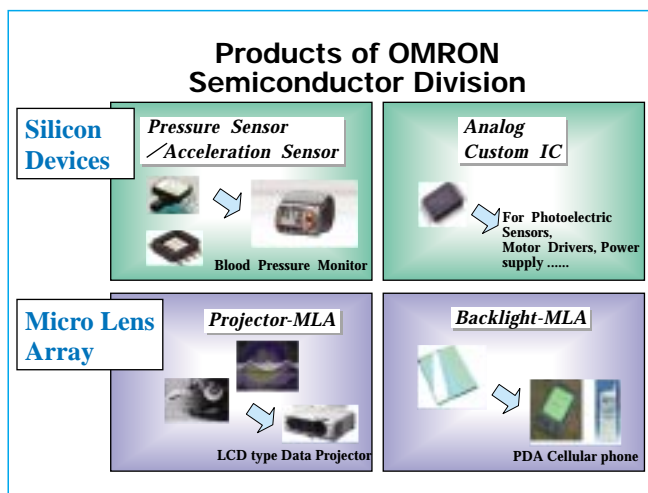 Products of OMRON
Semiconductor Division
Silicon
Devices
Pressure Sensor
／Acceleration Sensor
Blood Pressure Monitor
Analog
Custom IC
For Photoelectric
Sensors,
Motor Drivers, Power
supply ......
Micro Lens
Array
Projector-MLA
LCD type Data Projector
Backlight-MLA
PDA Cellular phone